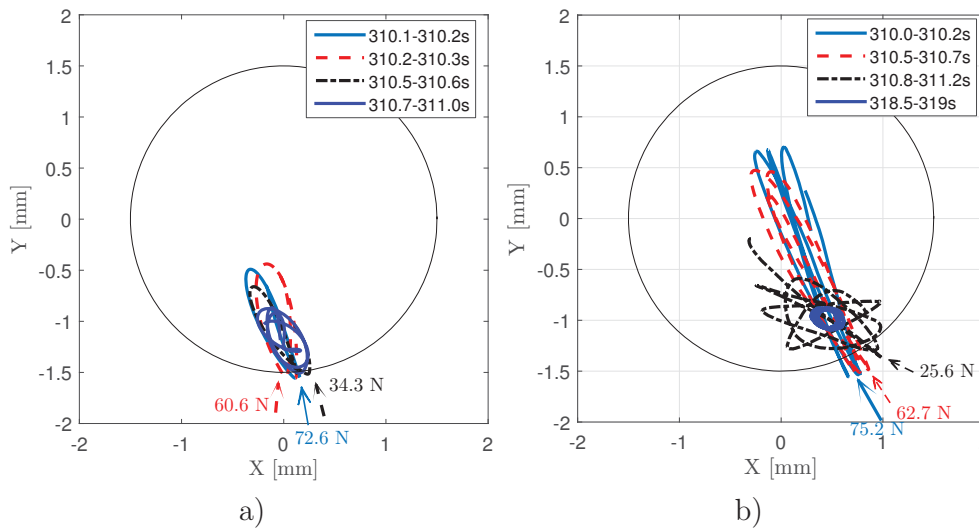 2
1.5
1
0.5
0
-0.5
-1
-1.5
-2
Y [mm]
310.1-310.2s
310.2-310.3s
310.5-310.6s
310.7-311.0s
60.6 N
72.6 N
34.3 N
-2 -1 0 1 2
X [mm]
a)
2
1.5
1
0.5
0
-0.5
-1
-1.5
-2
Y [mm]
310.0-310.2s
310.5-310.7s
310.8-311.2s
318.5-319s
25.6 N
62.7 N
75.2 N
-2 -1 0 1
X [mm]
b)